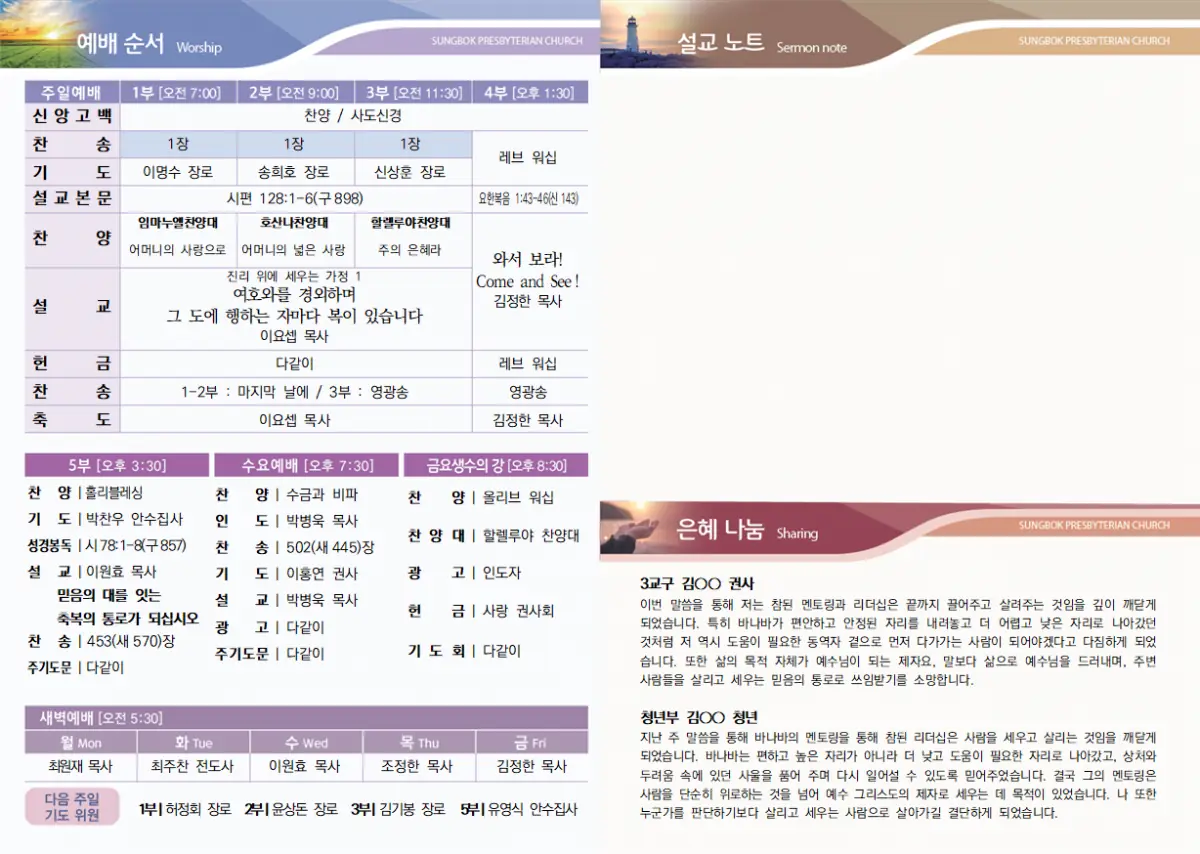 예배 순서 Worship
SUNGBOK PRESBYTERIAN CHURCH
주일예배 1부 [오전 7:00] 2부 [오전 9:00] 3부 [오전 11:30] 4부 [오후 1:30]
신앙고백 찬양 / 사도신경
찬 송 1장 1장 1장 레브 워십
기 도 이명수 장로 송희호 장로 신상훈 장로
설교본문 시편 128:1-6(구 898) 요한복음 1:43-46(신 143)
찬 양 임마누엘찬양대 호산나찬양대 할렐루야찬양대
어머니의 사랑으로 어머니의 넓은 사랑 주의 은혜라
와서 보라!
Come and See!
김정한 목사
설 교 진리 위에 세우는 가정 1
여호와를 경외하며
그 도에 행하는 자마다 복이 있습니다
이요셉 목사
헌 금 다같이 레브 워십
찬 송 1-2부 : 마지막 날에 / 3부 : 영광송 영광송
축 도 이요셉 목사 김정한 목사
5부 [오후 3:30]
찬 양 | 홀리블레싱
기 도 | 박찬우 안수집사
성경봉독 | 시 78:1-8(구 857)
설 교 | 이원효 목사
믿음의 대를 잇는
축복의 통로가 되십시오
찬 송 | 453(새 570)장
주기도문 | 다같이
수요예배 [오후 7:30]
찬 양 | 수금과 비파
인 도 | 박병욱 목사
찬 송 | 502(새 445)장
기 도 | 이홍연 권사
설 교 | 박병욱 목사
광 고 | 다같이
주기도문 | 다같이
금요생수의 강 [오후 8:30]
찬 양 | 올리브 워십
찬 양 대 | 할렐루야 찬양대
광 고 | 인도자
헌 금 | 사랑 권사회
기 도 회 | 다같이
새벽예배 [오전 5:30]
월 Mon 화 Tue 수 Wed 목 Thu 금 Fri
최원재 목사 최주찬 전도사 이원효 목사 조정한 목사 김정한 목사
다음 주일
기도 위원
1부 | 허정회 장로 2부 | 윤상돈 장로 3부 | 김기봉 장로 5부 | 유영식 안수집사
설교 노트 Sermon note
SUNGBOK PRESBYTERIAN CHURCH
은혜 나눔 Sharing
SUNGBOK PRESBYTERIAN CHURCH
3교구 김○○ 권사
이번 말씀을 통해 저는 참된 멘토링과 리더십은 끝까지 끌어주고 살려주는 것임을 깊이 깨닫게
되었습니다. 특히 바나바가 편안하고 안정된 자리를 내려놓고 더 어렵고 낮은 자리로 나아갔던
것처럼 저 역시 도움이 필요한 동역자 곁으로 먼저 다가가는 사람이 되어야겠다고 다짐하게 되었
습니다. 또한 삶의 목적 자체가 예수님이 되는 제자요, 말보다 삶으로 예수님을 드러내며, 주변
사람들을 살리고 세우는 믿음의 통로로 쓰임받기를 소망합니다.
청년부 김○○ 청년
지난 주 말씀을 통해 바나바의 멘토링을 통해 참된 리더십은 사람을 세우고 살리는 것임을 깨닫게
되었습니다. 바나바는 편하고 높은 자리가 아니라 더 낮고 도움이 필요한 자리로 나아갔고, 상처와
두려움 속에 있던 사울을 품어 주며 다시 일어설 수 있도록 믿어주었습니다. 결국 그의 멘토링은
사람을 단순히 위로하는 것을 넘어 예수 그리스도의 제자로 세우는 데 목적이 있었습니다. 나 또한
누군가를 판단하기보다 살리고 세우는 사람으로 살아가길 결단하게 되었습니다.